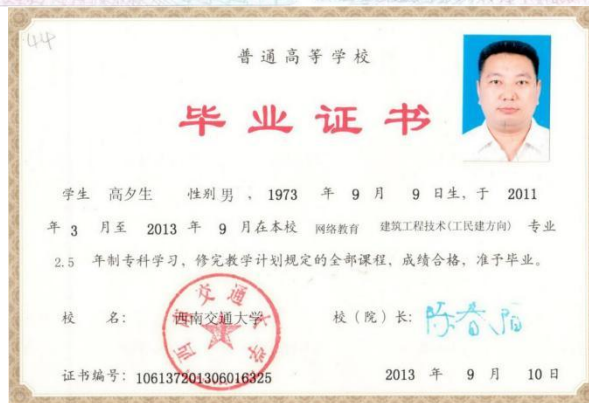 44
普通高等学校
毕业证书
学生 高夕生 性别 男 ，1973 年 9 月 9 日生，于 2011
年 3 月至 2013 年 9 月在本校 网络教育 建筑工程技术(工民建方向) 专业
2.5 年制专科学习，修完教学计划规定的全部课程，成绩合格，准予毕业。
校 名： 西南交通大学 校（院）长：
西南交通大学
证书编号：106137201306016325 2013 年 9 月 10 日